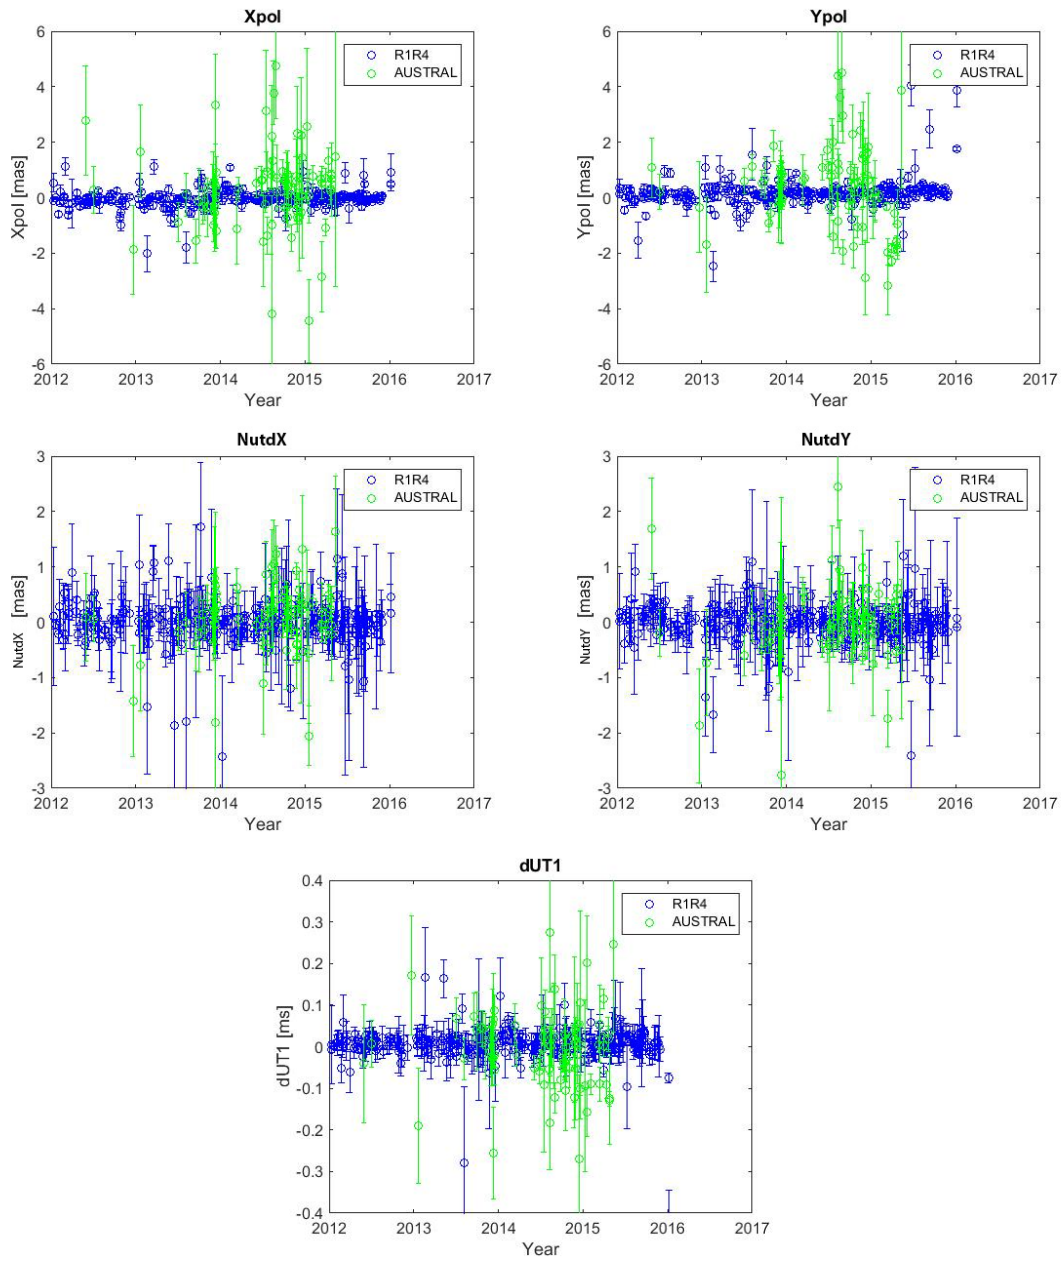 Xpol
Xpol [mas]
6
4
2
0
-2
-4
-6
2012 2013 2014 2015 2016 2017
Year
R1R4
AUSTRAL
Ypol
Ypol [mas]
6
4
2
0
-2
-4
-6
2012 2013 2014 2015 2016 2017
Year
R1R4
AUSTRAL
NutdX
NutdX [mas]
3
2
1
0
-1
-2
-3
2012 2013 2014 2015 2016 2017
Year
R1R4
AUSTRAL
NutdY
NutdY [mas]
3
2
1
0
-1
-2
-3
2012 2013 2014 2015 2016 2017
Year
R1R4
AUSTRAL
dUT1
dUT1 [ms]
0.4
0.3
0.2
0.1
0
-0.1
-0.2
-0.3
-0.4
2012 2013 2014 2015 2016 2017
Year
R1R4
AUSTRAL